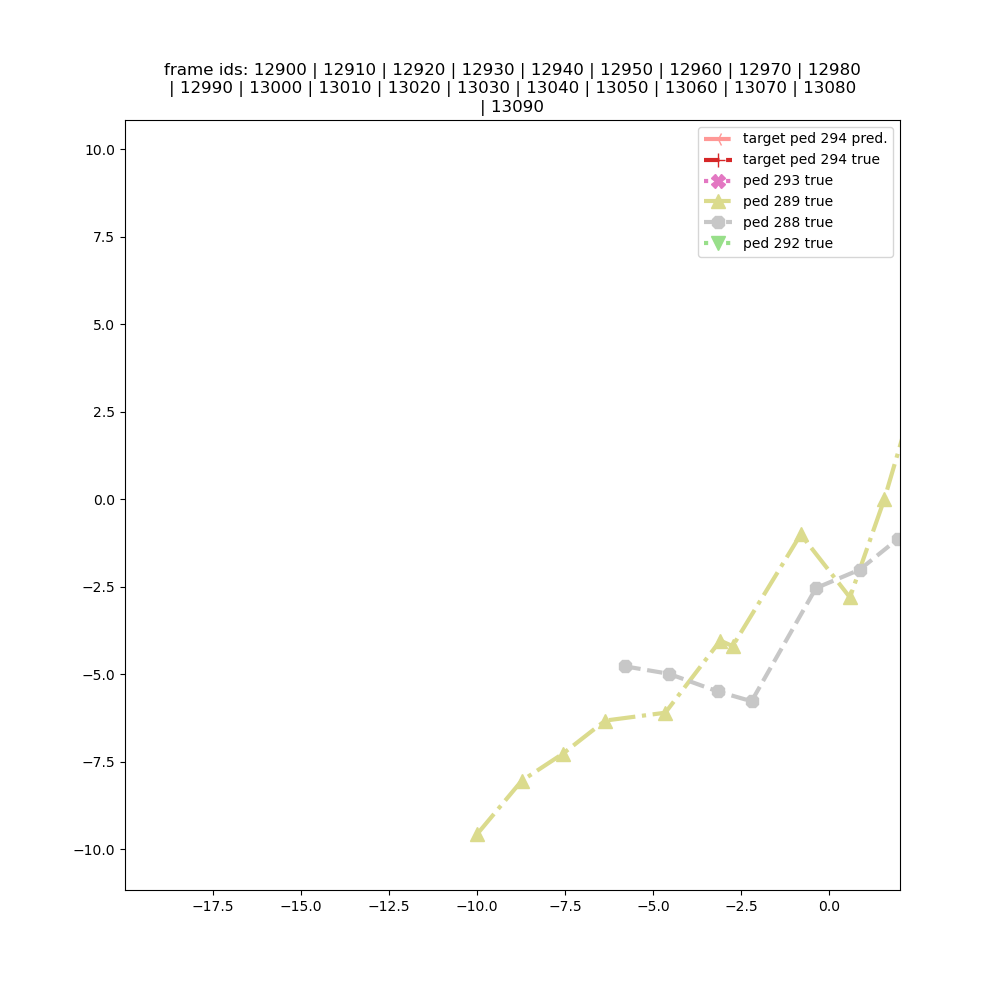 frame ids: 12900 | 12910 | 12920 | 12930 | 12940 | 12950 | 12960 | 12970 | 12980
| 12990 | 13000 | 13010 | 13020 | 13030 | 13040 | 13050 | 13060 | 13070 | 13080
| 13090
target ped 294 pred.
target ped 294 true
ped 293 true
ped 289 true
ped 288 true
ped 292 true
10.0
7.5
5.0
2.5
0.0
−2.5
−5.0
−7.5
−10.0
−17.5 −15.0 −12.5 −10.0 −7.5 −5.0 −2.5 0.0